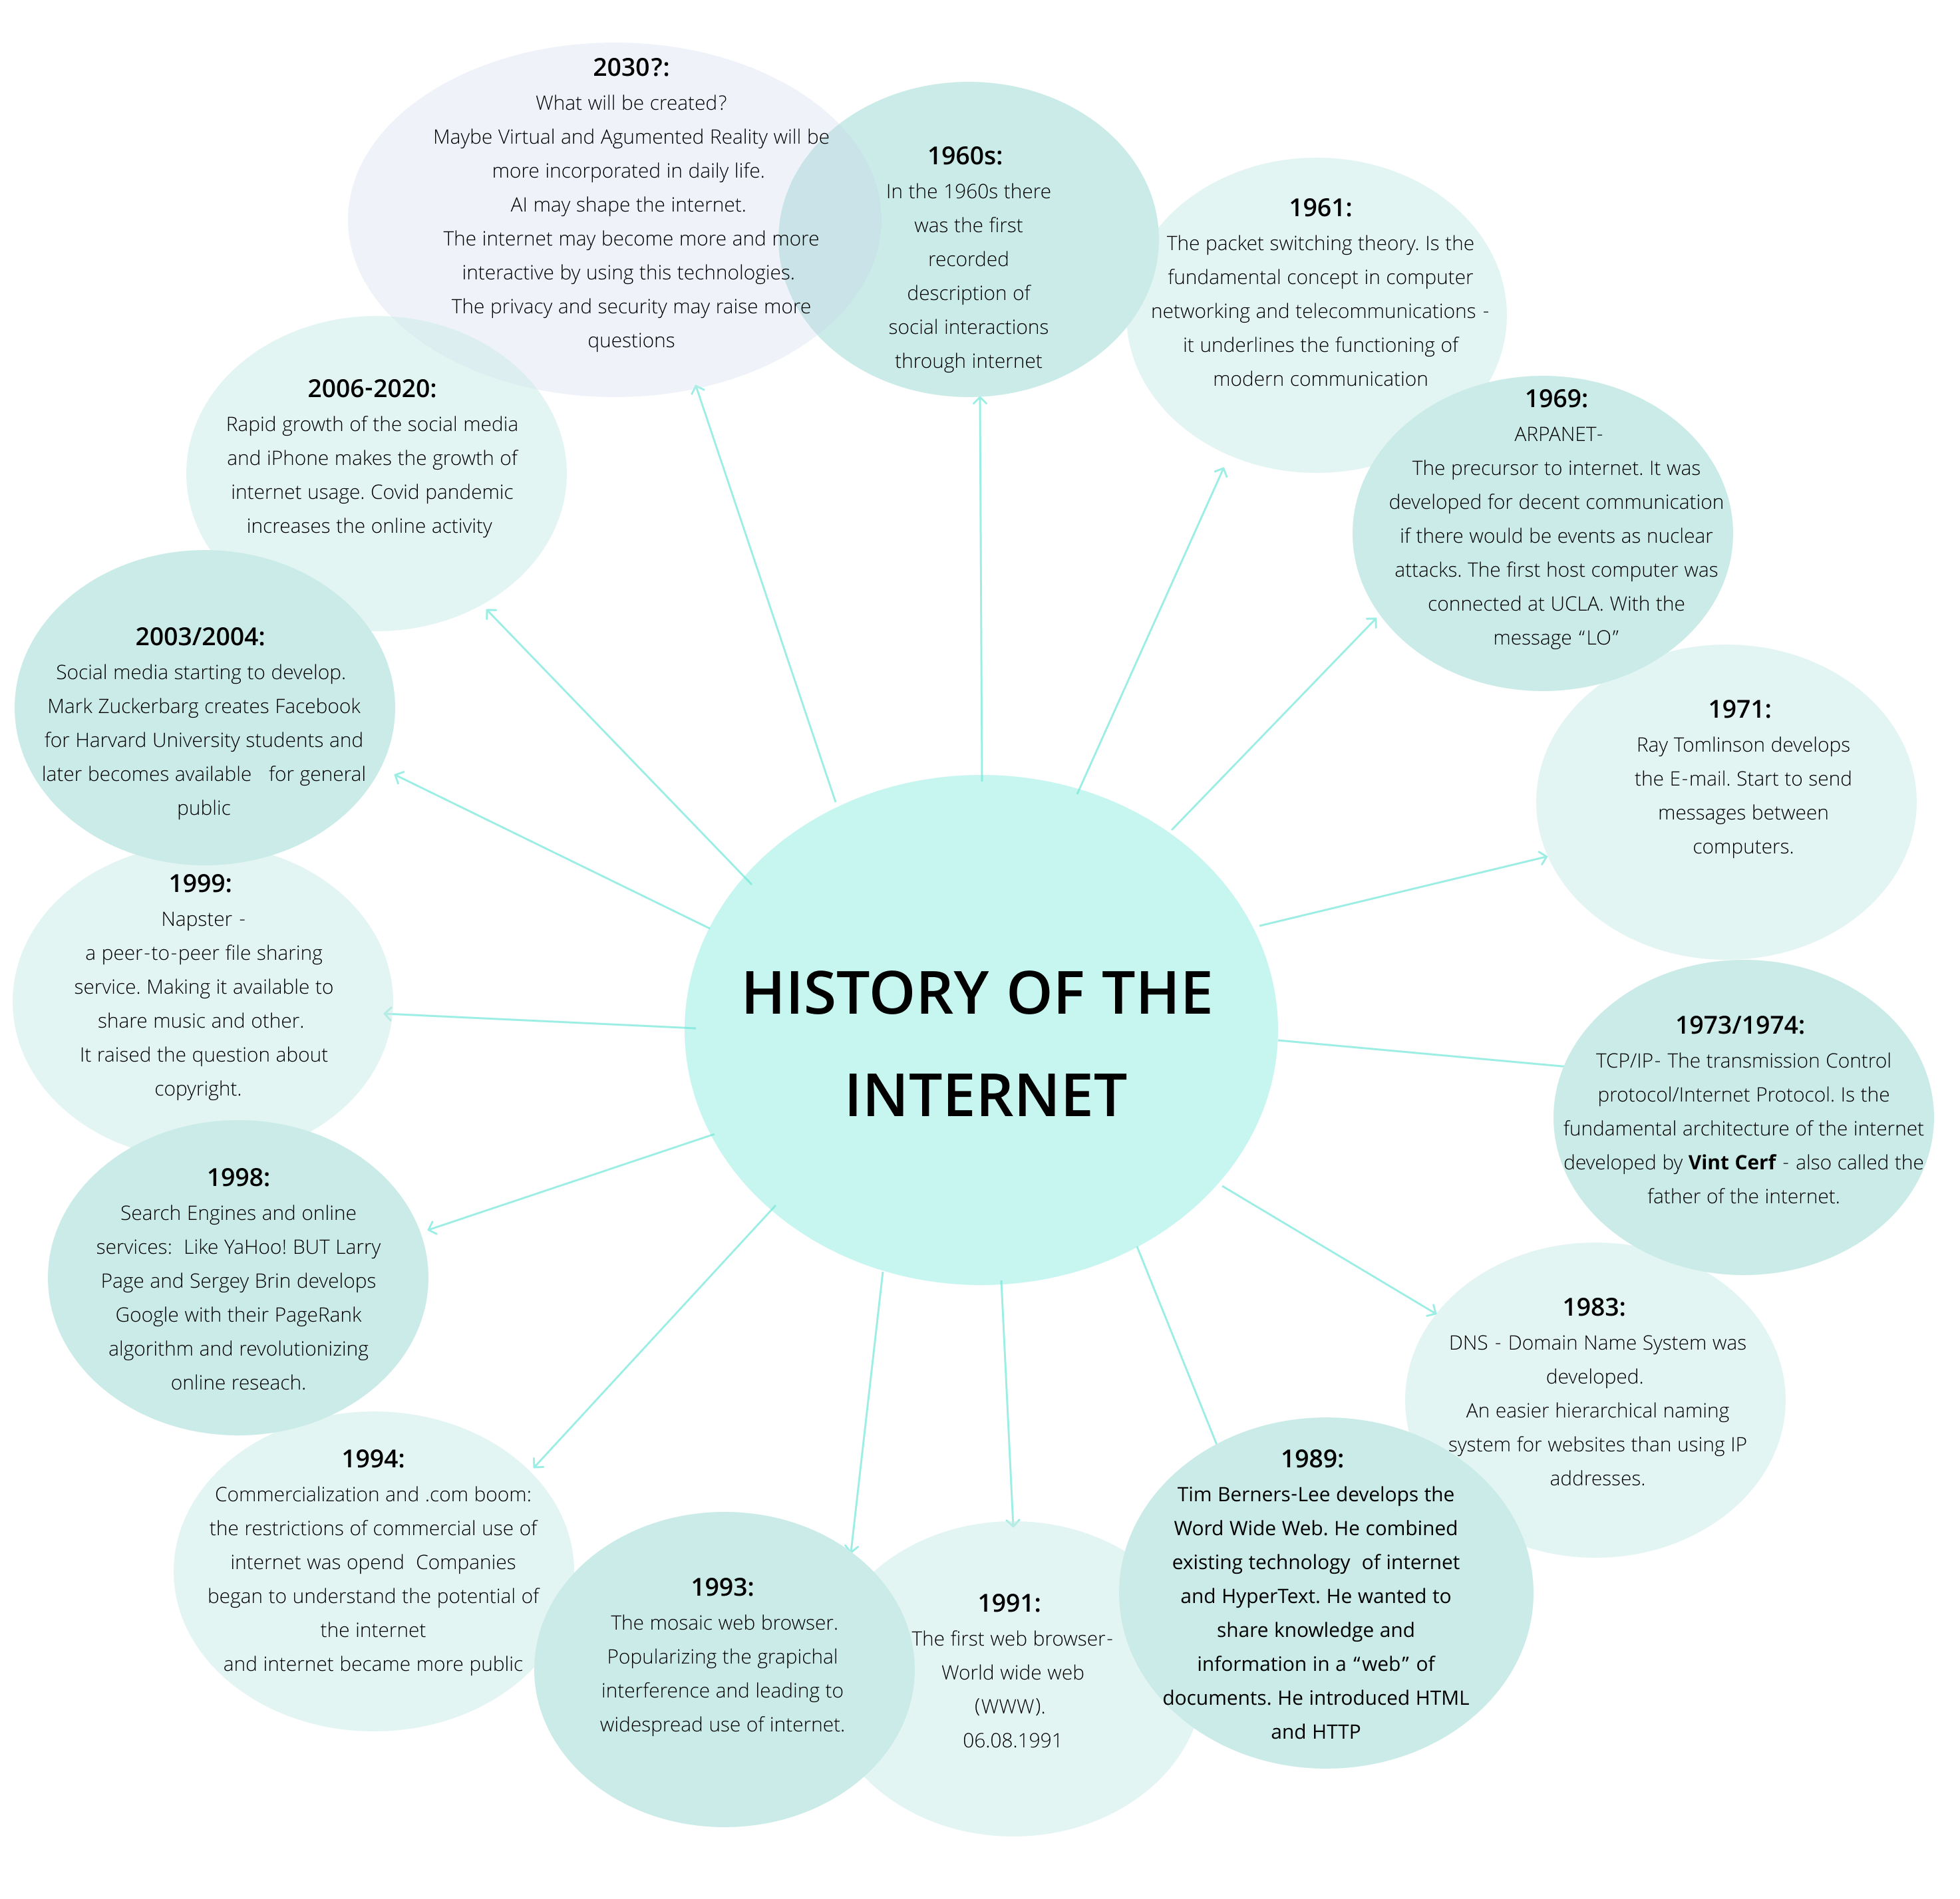 HISTORY OF THE
INTERNET
1960s:
In the 1960s there
was the first
recorded
description of
social interactions
through internet
1961:
The packet switching theory. Is the
fundamental concept in computer
networking and telecommunications -
it underlines the functioning of
modern communication
1969:
ARPANET-
The precursor to internet. It was
developed for decent communication
if there would be events as nuclear
attacks. The first host computer was
connected at UCLA. With the
message “LO”
1971:
Ray Tomlinson develops
the E-mail. Start to send
messages between
computers.
1973/1974:
TCP/IP- The transmission Control
protocol/Internet Protocol. Is the
fundamental architecture of the internet
developed by Vint Cerf - also called the
father of the internet.
1983:
DNS - Domain Name System was
developed.
An easier hierarchical naming
system for websites than using IP
addresses.
1989:
Tim Berners-Lee develops the
Word Wide Web. He combined
existing technology of internet
and HyperText. He wanted to
share knowledge and
information in a “web” of
documents. He introduced HTML
and HTTP
1991:
The first web browser-
World wide web
(WWW).
06.08.1991
1993:
The mosaic web browser.
Popularizing the grapichal
interference and leading to
widespread use of internet.
1994:
Commercialization and .com boom:
the restrictions of commercial use of
internet was opend Companies
began to understand the potential of
the internet
and internet became more public
1998:
Search Engines and online
services: Like YaHoo! BUT Larry
Page and Sergey Brin develops
Google with their PageRank
algorithm and revolutionizing
online reseach.
1999:
Napster -
a peer-to-peer file sharing
service. Making it available to
share music and other.
It raised the question about
copyright.
2003/2004:
Social media starting to develop.
Mark Zuckerbarg creates Facebook
for Harvard University students and
later becomes available for general
public
2006-2020:
Rapid growth of the social media
and iPhone makes the growth of
internet usage. Covid pandemic
increases the online activity
2030?:
What will be created?
Maybe Virtual and Agumented Reality will be
more incorporated in daily life.
AI may shape the internet.
The internet may become more and more
interactive by using this technologies.
The privacy and security may raise more
questions